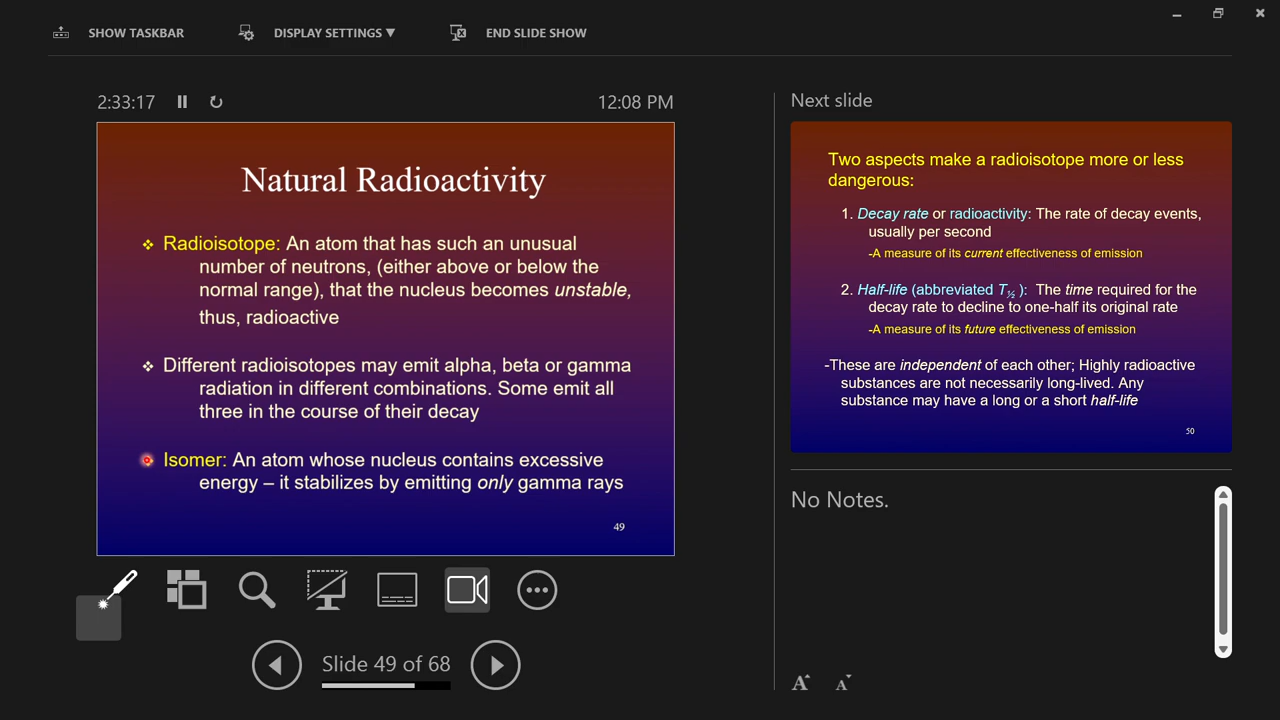 SHOW TASKBAR
DISPLAY SETTINGS ▼
END SLIDE SHOW
2:33:17
12:08 PM
Natural Radioactivity
❖ Radioisotope: An atom that has such an unusual
number of neutrons, (either above or below the
normal range), that the nucleus becomes unstable,
thus, radioactive
❖ Different radioisotopes may emit alpha, beta or gamma
radiation in different combinations. Some emit all
three in the course of their decay
Isomer: An atom whose nucleus contains excessive
energy – it stabilizes by emitting only gamma rays
49
Slide 49 of 68
Next slide
Two aspects make a radioisotope more or less
dangerous:
1. Decay rate or radioactivity: The rate of decay events,
usually per second
-A measure of its current effectiveness of emission
2. Half-life (abbreviated T½ ): The time required for the
decay rate to decline to one-half its original rate
-A measure of its future effectiveness of emission
-These are independent of each other; Highly radioactive
substances are not necessarily long-lived. Any
substance may have a long or a short half-life
50
No Notes.
A A